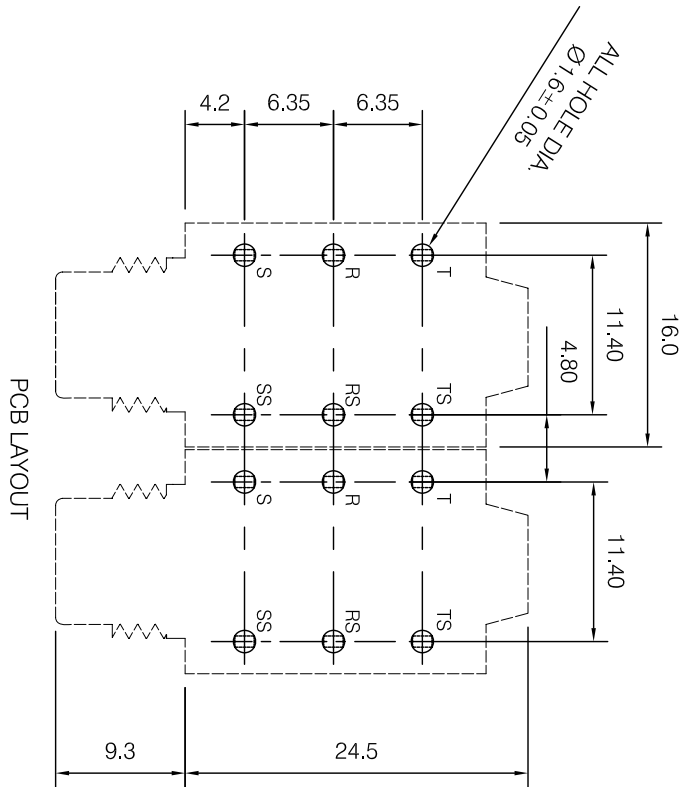 ALL HOLE DIA.
Ø1.6±0.05
4.2
6.35
6.35
16.0
11.40
4.80
S
R
T
SS
RS
TS
S
R
T
11.40
SS
RS
TS
PCB LAYOUT
9.3
24.5